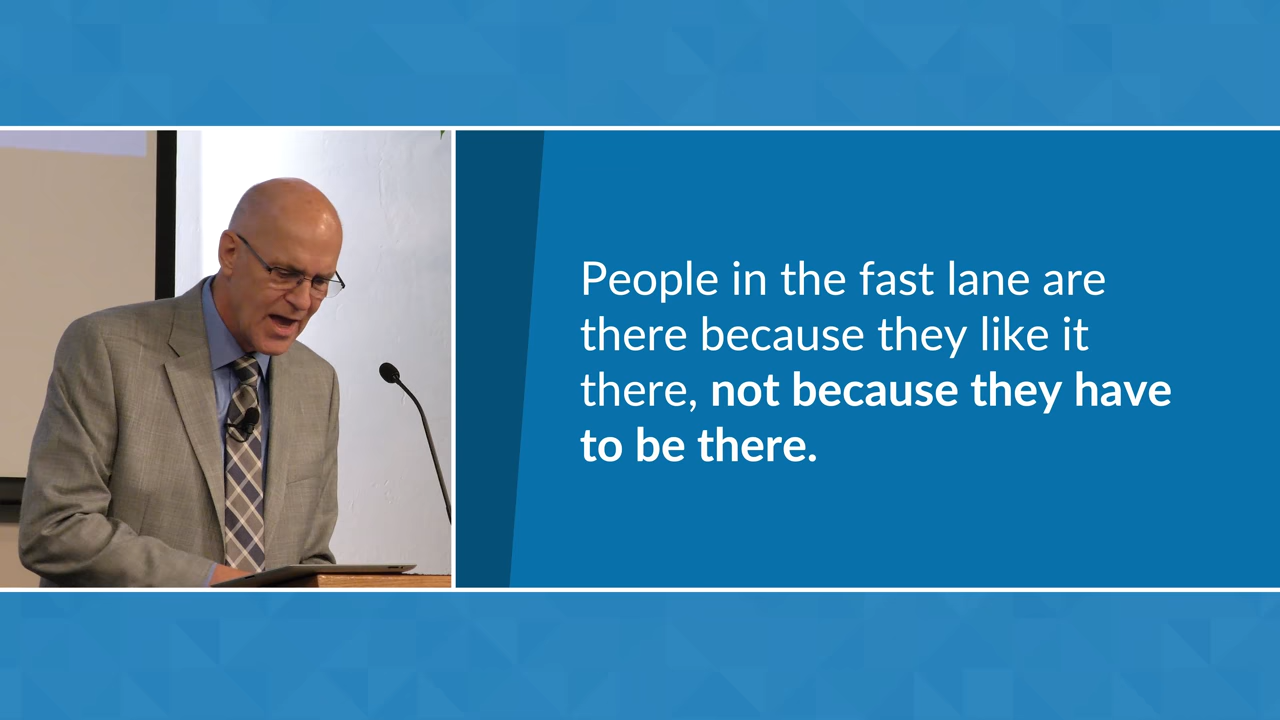 People in the fast lane are
there because they like it
there, not because they have
to be there.